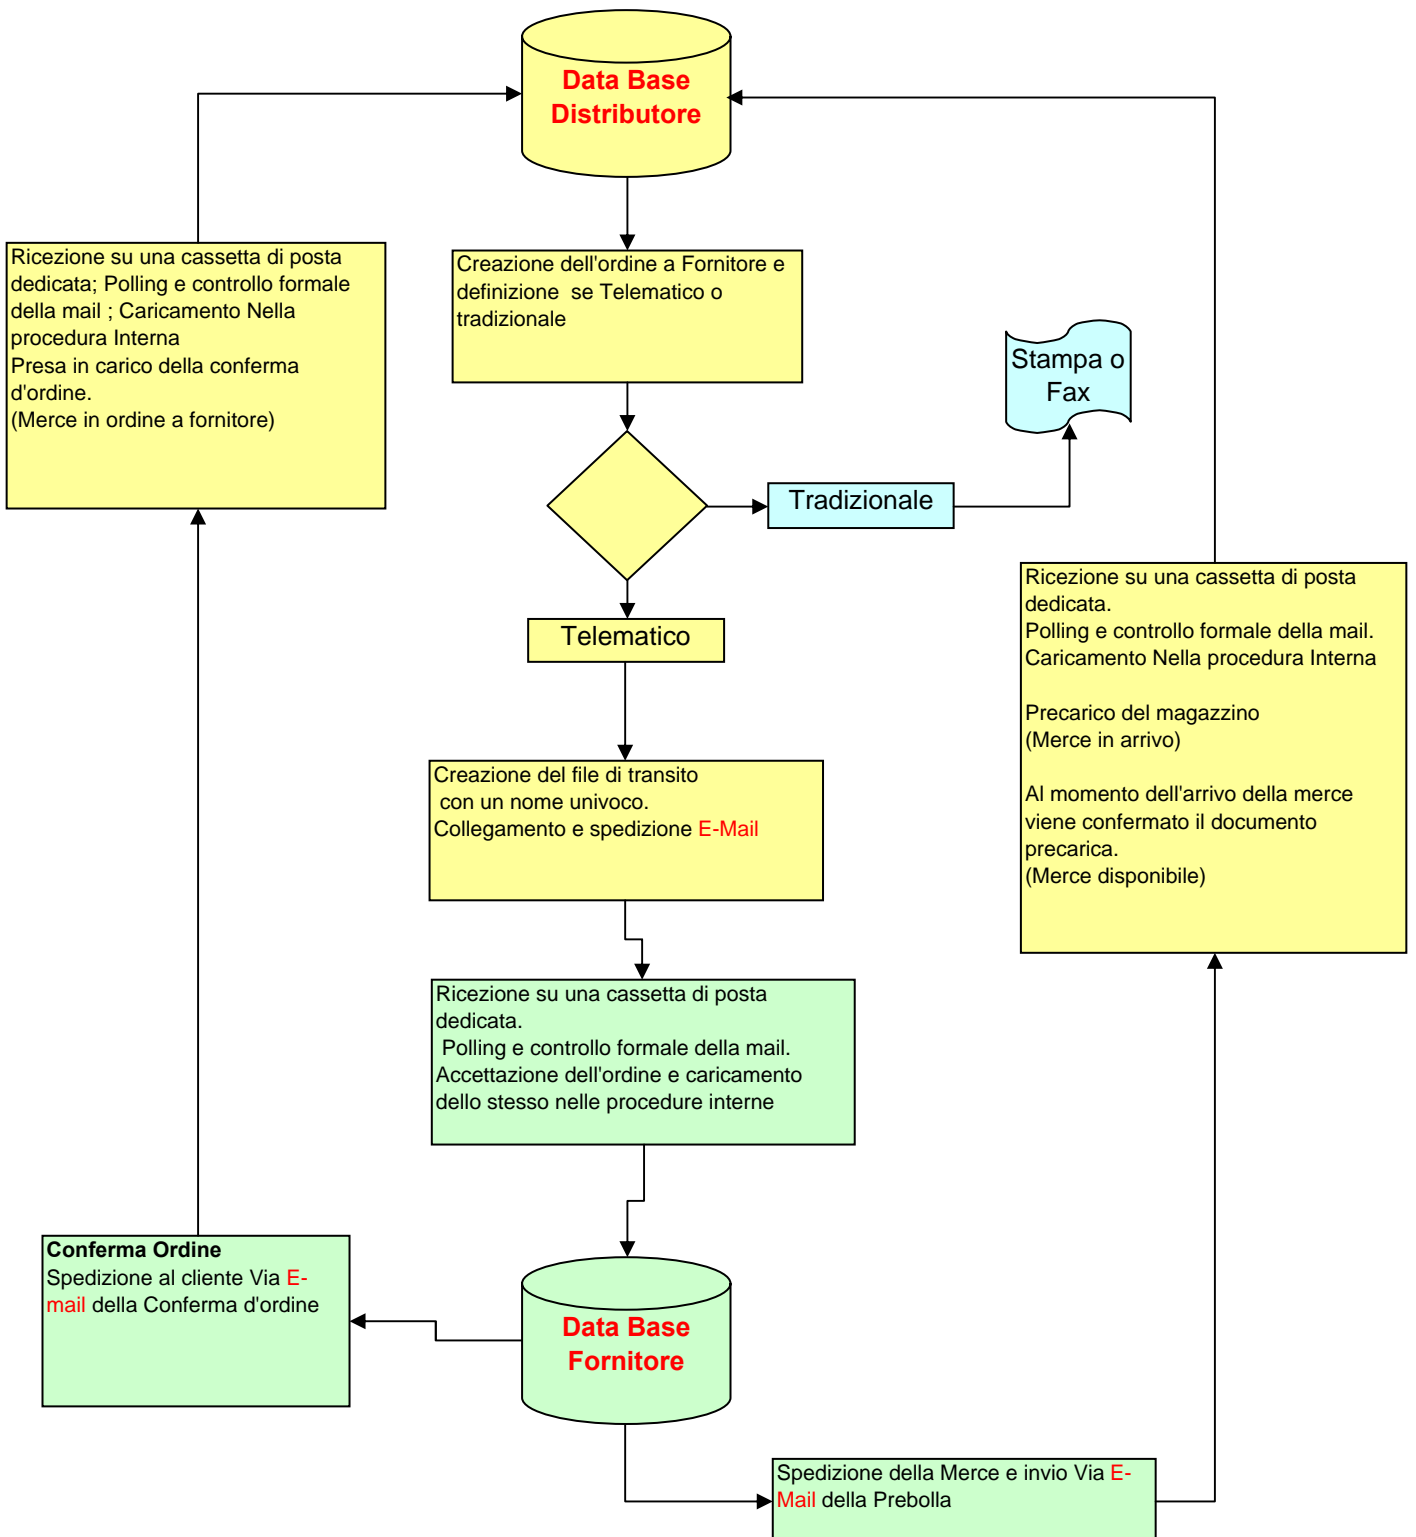 Data Base
Distributore
Ricezione su una cassetta di posta
dedicata; Polling e controllo formale
della mail ; Caricamento Nella
procedura Interna
Presa in carico della conferma
d'ordine.
(Merce in ordine a fornitore)
Creazione dell'ordine a Fornitore e
definizione  se Telematico o
tradizionale
Stampa o
Fax
Tradizionale
Telematico
Ricezione su una cassetta di posta
dedicata.
Polling e controllo formale della mail.
Caricamento Nella procedura Interna
Precarico del magazzino
(Merce in arrivo)
Al momento dell'arrivo della merce
viene confermato il documento
precarica.
(Merce disponibile)
Creazione del file di transito
con un nome univoco.
Collegamento e spedizione E-Mail
Ricezione su una cassetta di posta
dedicata.
Polling e controllo formale della mail.
Accettazione dell'ordine e caricamento
dello stesso nelle procedure interne
Conferma Ordine
Spedizione al cliente Via E-
mail della Conferma d'ordine
Data Base
Fornitore
Spedizione della Merce e invio Via E-
Mail della Prebolla